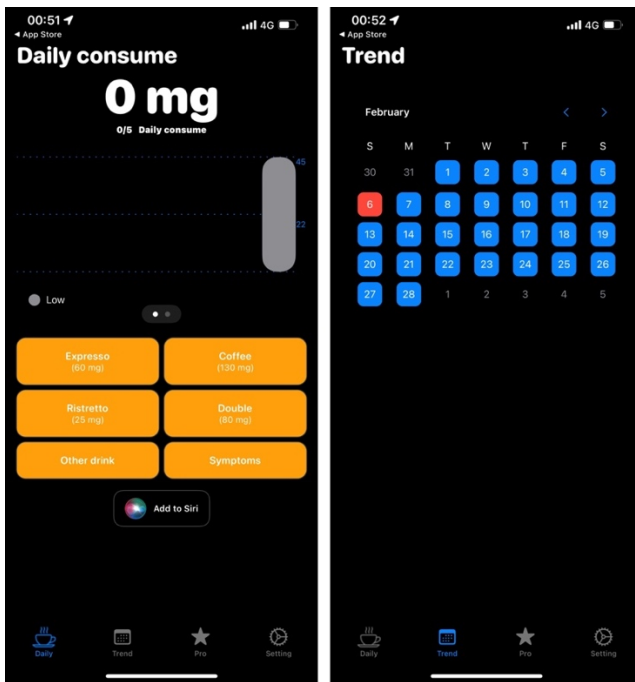 00:51
4G
◀ App Store
Daily consume
0 mg
0/5 Daily consume
45
22
Low
Expresso
(60 mg)
Coffee
(130 mg)
Ristretto
(25 mg)
Double
(80 mg)
Other drink
Symptoms
Add to Siri
Daily
Trend
Pro
Setting
00:52
4G
◀ App Store
Trend
February
S M T W T F S
30 31 1 2 3 4 5
6 7 8 9 10 11 12
13 14 15 16 17 18 19
20 21 22 23 24 25 26
27 28 1 2 3 4 5
Daily
Trend
Pro
Setting